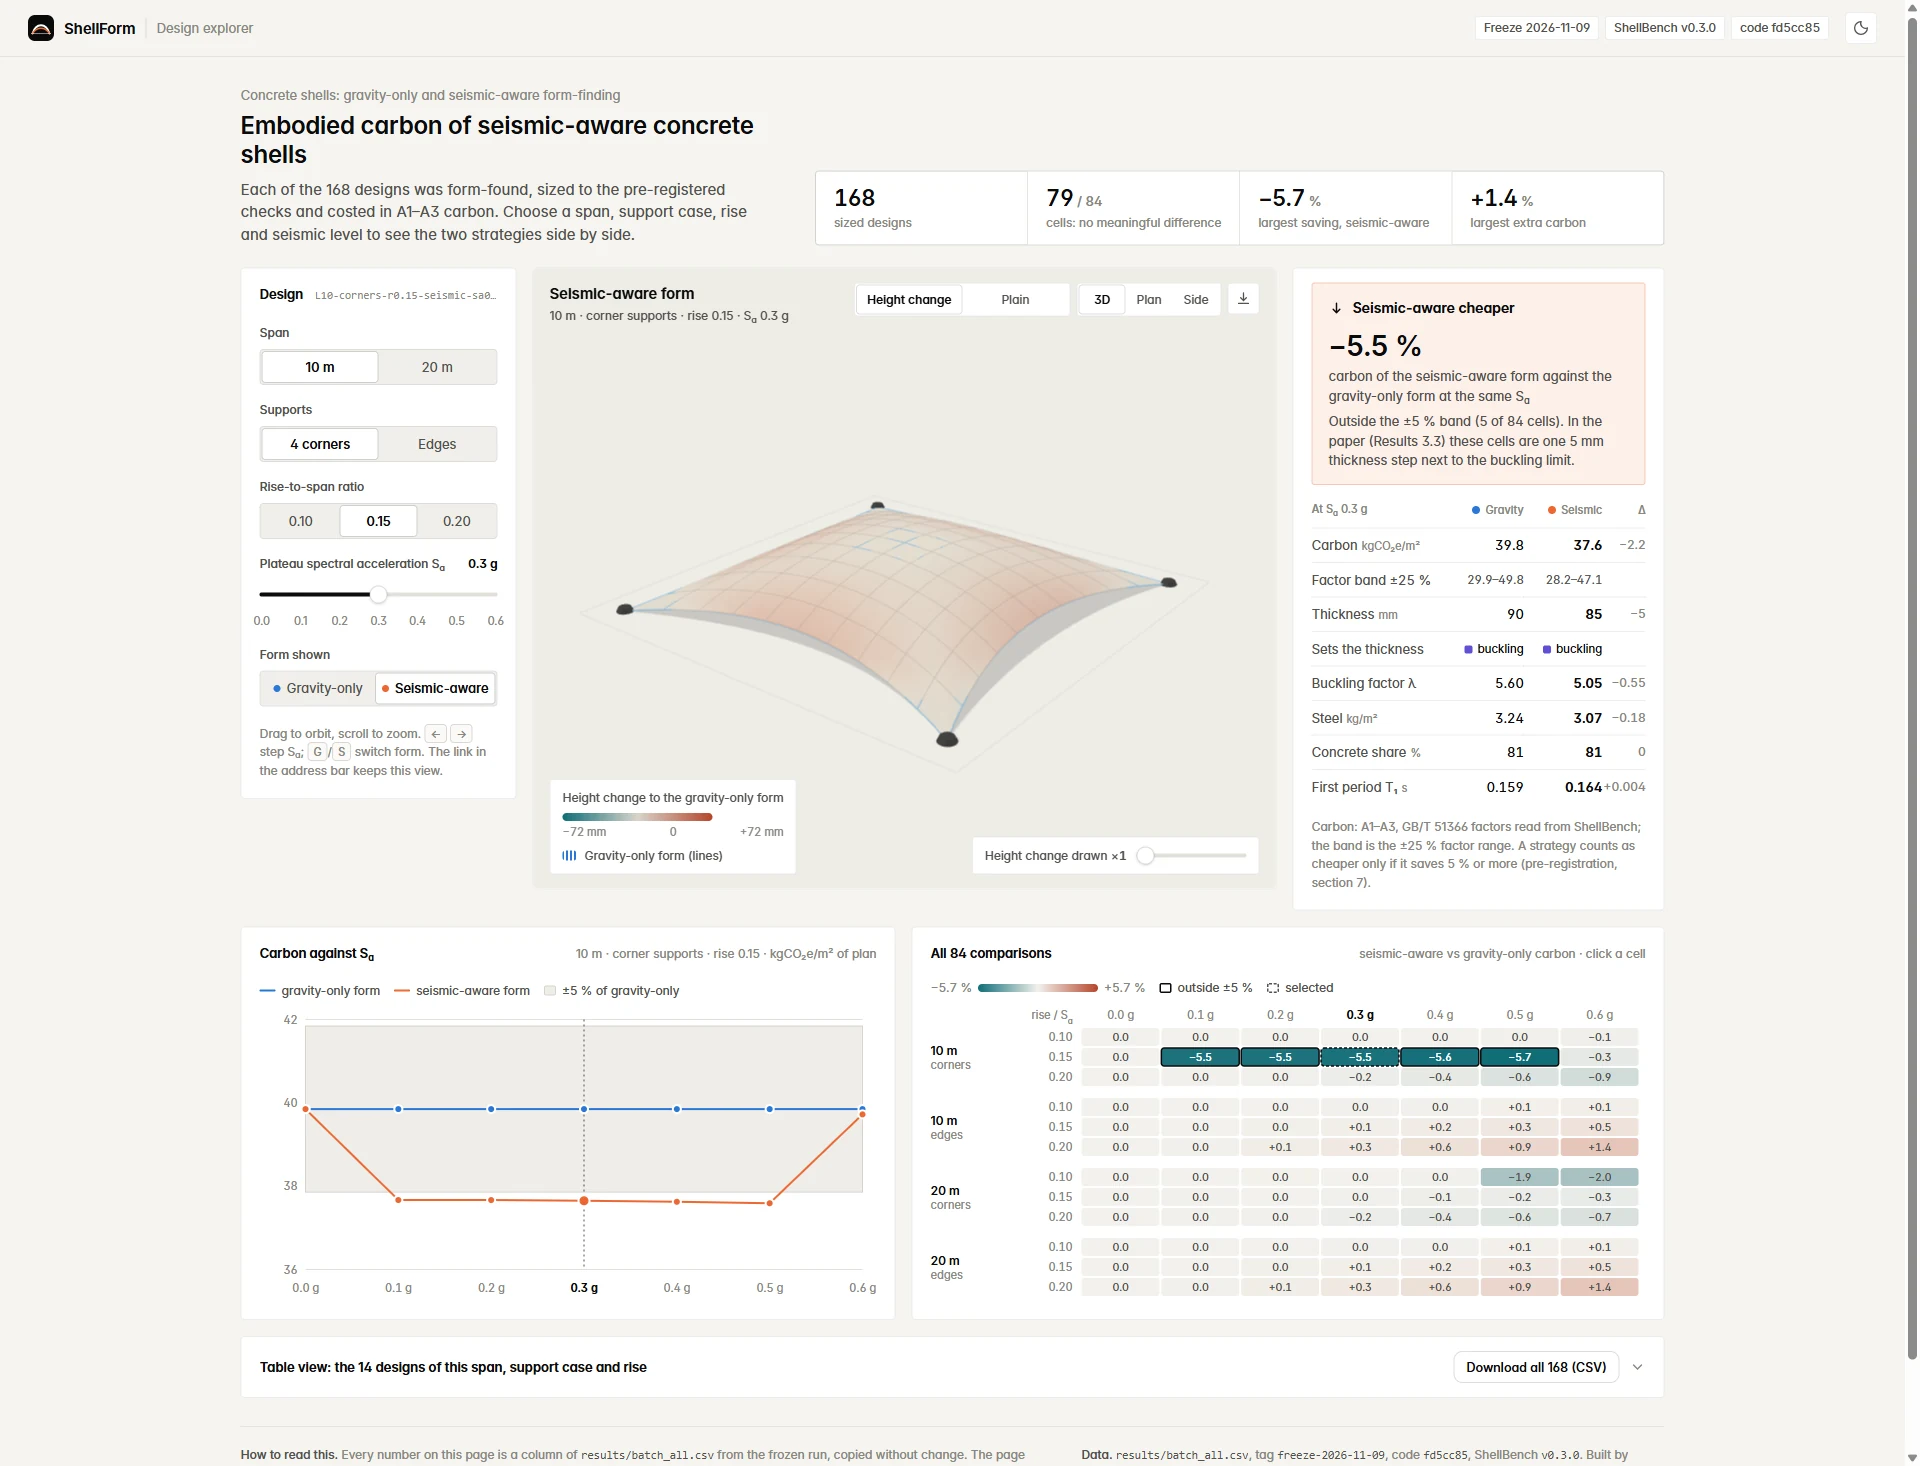 ShellForm
Design explorer
Freeze 2026-11-09
ShellBench v0.3.0
code fd5cc85
Concrete shells: gravity-only and seismic-aware form-finding
Embodied carbon of seismic-aware concrete
shells
Each of the 168 designs was form-found, sized to the pre-registered
checks and costed in A1–A3 carbon. Choose a span, support case, rise
and seismic level to see the two strategies side by side.
168
sized designs
79 / 84
cells: no meaningful difference
−5.7 %
largest saving, seismic-aware
+1.4 %
largest extra carbon
Design L10-corners-r0.15-seismic-sa0…
Span
10 m 20 m
Supports
4 corners Edges
Rise-to-span ratio
0.10 0.15 0.20
Plateau spectral acceleration Sa 0.3 g
0.0 0.1 0.2 0.3 0.4 0.5 0.6
Form shown
Gravity-only Seismic-aware
Drag to orbit, scroll to zoom. ← →
step Sa; G / S switch form. The link in
the address bar keeps this view.
Seismic-aware form
10 m · corner supports · rise 0.15 · Sa 0.3 g
Height change Plain
3D Plan Side
Height change to the gravity-only form
−72 mm 0 +72 mm
Gravity-only form (lines)
Height change drawn ×1
↓ Seismic-aware cheaper
−5.5 %
carbon of the seismic-aware form against the
gravity-only form at the same Sa
Outside the ±5 % band (5 of 84 cells). In the
paper (Results 3.3) these cells are one 5 mm
thickness step next to the buckling limit.
At Sa 0.3 g Gravity Seismic Δ
Carbon kgCO₂e/m² 39.8 37.6 −2.2
Factor band ±25 % 29.9–49.8 28.2–47.1
Thickness mm 90 85 −5
Sets the thickness buckling buckling
Buckling factor λ 5.60 5.05 −0.55
Steel kg/m² 3.24 3.07 −0.18
Concrete share % 81 81 0
First period T₁ s 0.159 0.164 +0.004
Carbon: A1–A3, GB/T 51366 factors read from ShellBench;
the band is the ±25 % factor range. A strategy counts as
cheaper only if it saves 5 % or more (pre-registration,
section 7).
Carbon against Sa
10 m · corner supports · rise 0.15 · kgCO₂e/m² of plan
gravity-only form seismic-aware form ±5 % of gravity-only
42
40
38
36
0.0 g 0.1 g 0.2 g 0.3 g 0.4 g 0.5 g 0.6 g
All 84 comparisons
seismic-aware vs gravity-only carbon · click a cell
−5.7 % +5.7 % outside ±5 % selected
rise / Sa 0.0 g 0.1 g 0.2 g 0.3 g 0.4 g 0.5 g 0.6 g
10 m
corners
0.10 0.0 0.0 0.0 0.0 0.0 0.0 −0.1
0.15 0.0 −5.5 −5.5 −5.5 −5.6 −5.7 −0.3
0.20 0.0 0.0 0.0 −0.2 −0.4 −0.6 −0.9
10 m
edges
0.10 0.0 0.0 0.0 0.0 0.0 +0.1 +0.1
0.15 0.0 0.0 0.0 +0.1 +0.2 +0.3 +0.5
0.20 0.0 0.0 +0.1 +0.3 +0.6 +0.9 +1.4
20 m
corners
0.10 0.0 0.0 0.0 0.0 0.0 −1.9 −2.0
0.15 0.0 0.0 0.0 0.0 −0.1 −0.2 −0.3
0.20 0.0 0.0 0.0 −0.2 −0.4 −0.6 −0.7
20 m
edges
0.10 0.0 0.0 0.0 0.0 0.0 +0.1 +0.1
0.15 0.0 0.0 0.0 +0.1 +0.2 +0.3 +0.5
0.20 0.0 0.0 +0.1 +0.3 +0.6 +0.9 +1.4
Table view: the 14 designs of this span, support case and rise
Download all 168 (CSV)
How to read this. Every number on this page is a column of results/batch_all.csv from the frozen run, copied without change. The page
Data. results/batch_all.csv, tag freeze-2026-11-09, code fd5cc85, ShellBench v0.3.0. Built by